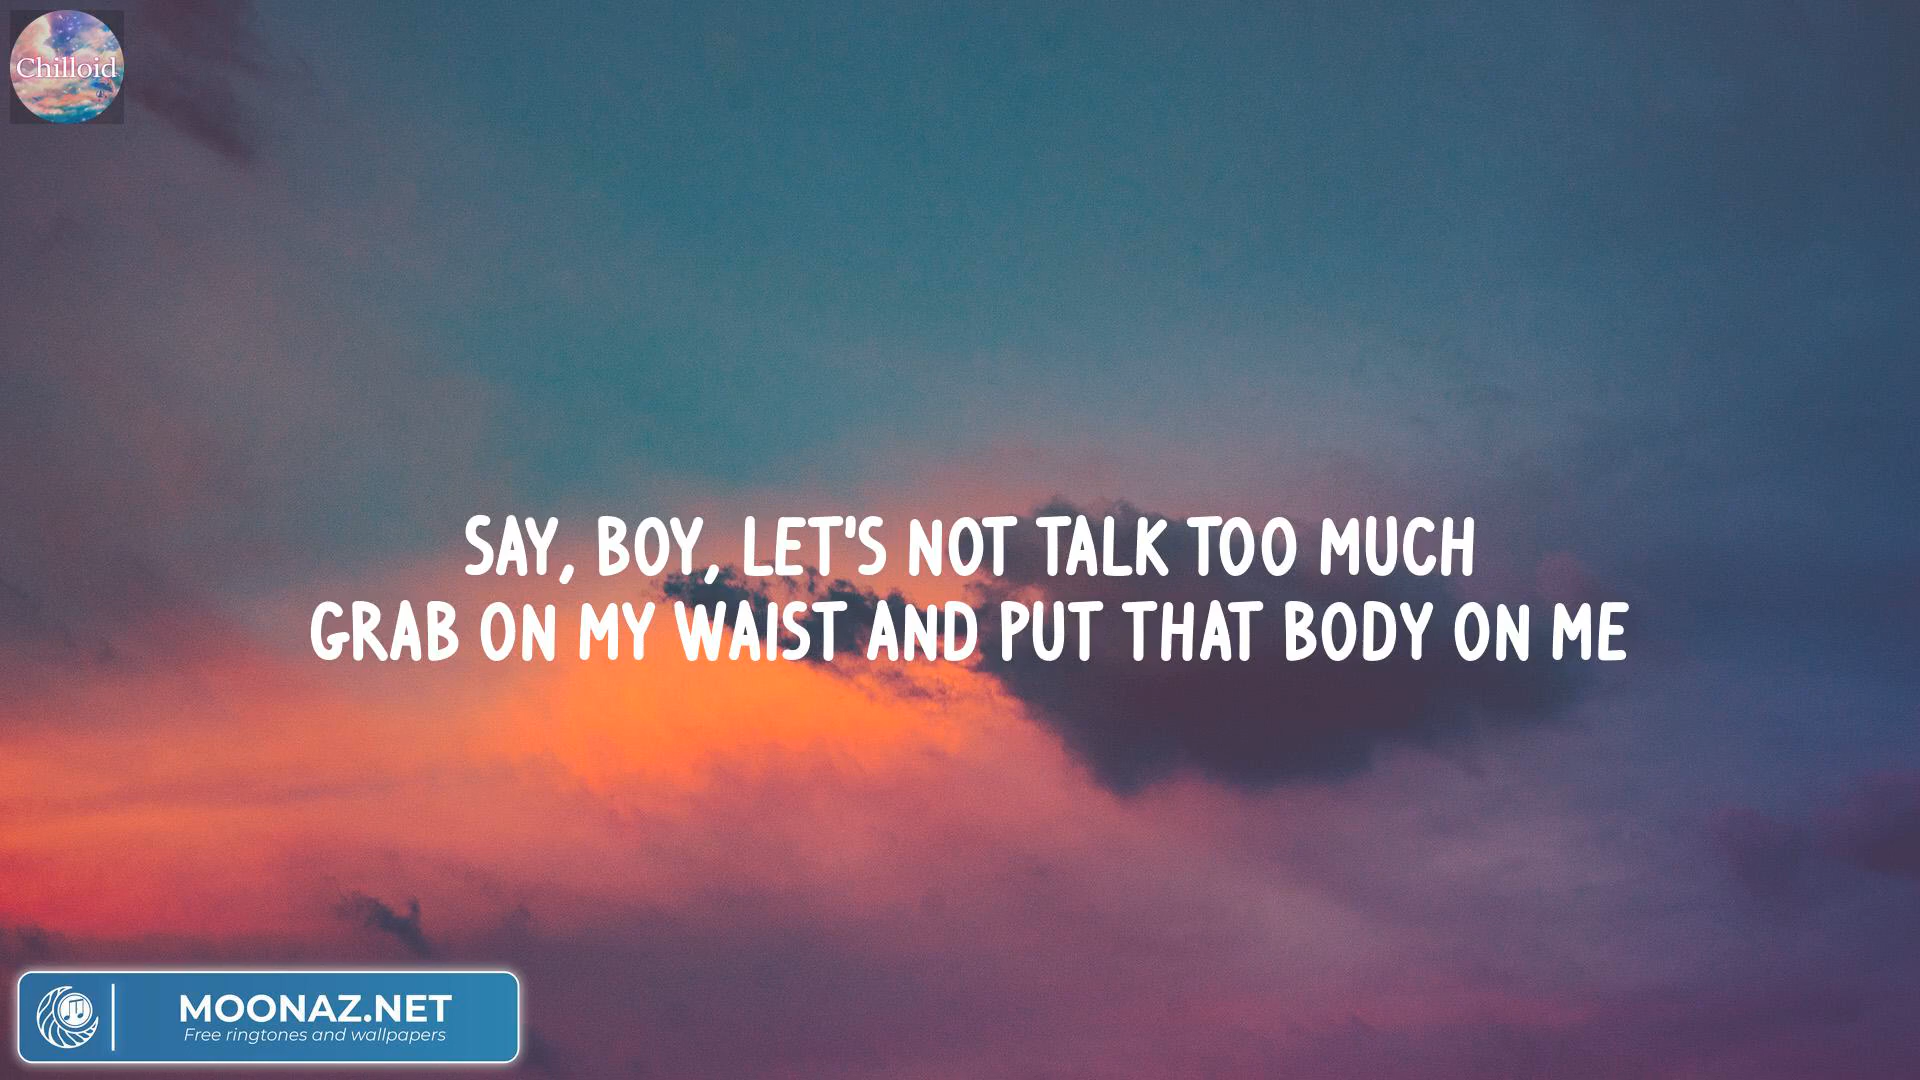 Chilloid
SAY, BOY, LET'S NOT TALK TOO MUCH
GRAB ON MY WAIST AND PUT THAT BODY ON ME
MOONAZ.NET
Free ringtones and wallpapers